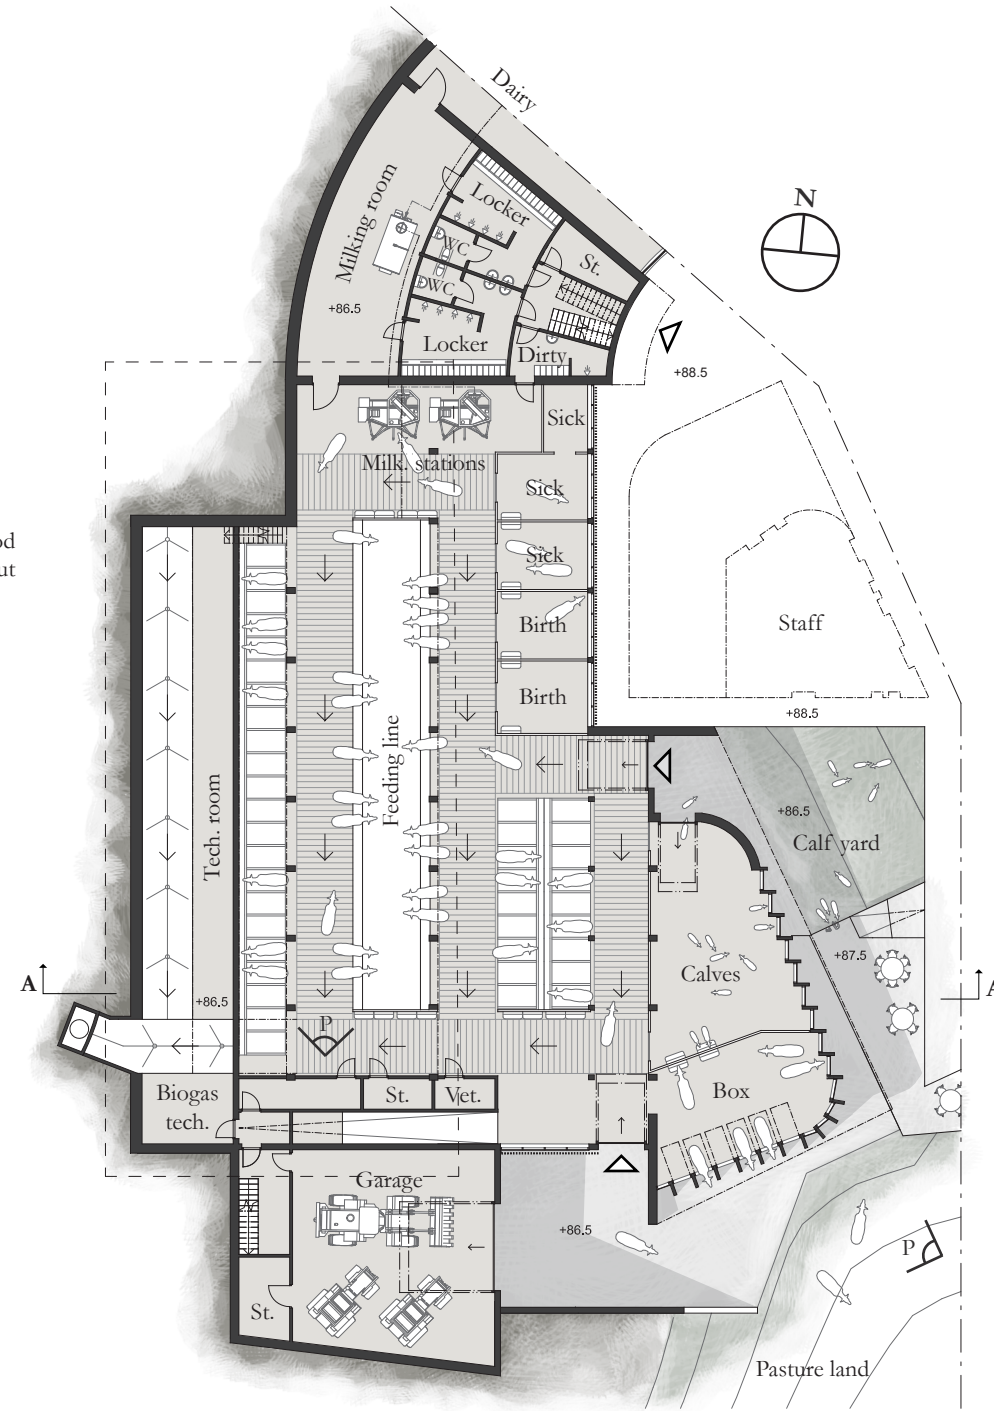 Dairy
N
Milking room
Locker
WC
St.
+86.5
WC
Locker
Dirty
+88.5
Sick
Milk. stations
Sick
od
Sick
ut
Birth
Staff
Birth
+88.5
Feeding line
+86.5
Calf yard
Tech. room
+87.5
Calves
A
A
+86.5
P
Biogas
tech.
St.
Vet.
Box
Garage
+86.5
P
St.
Pasture land